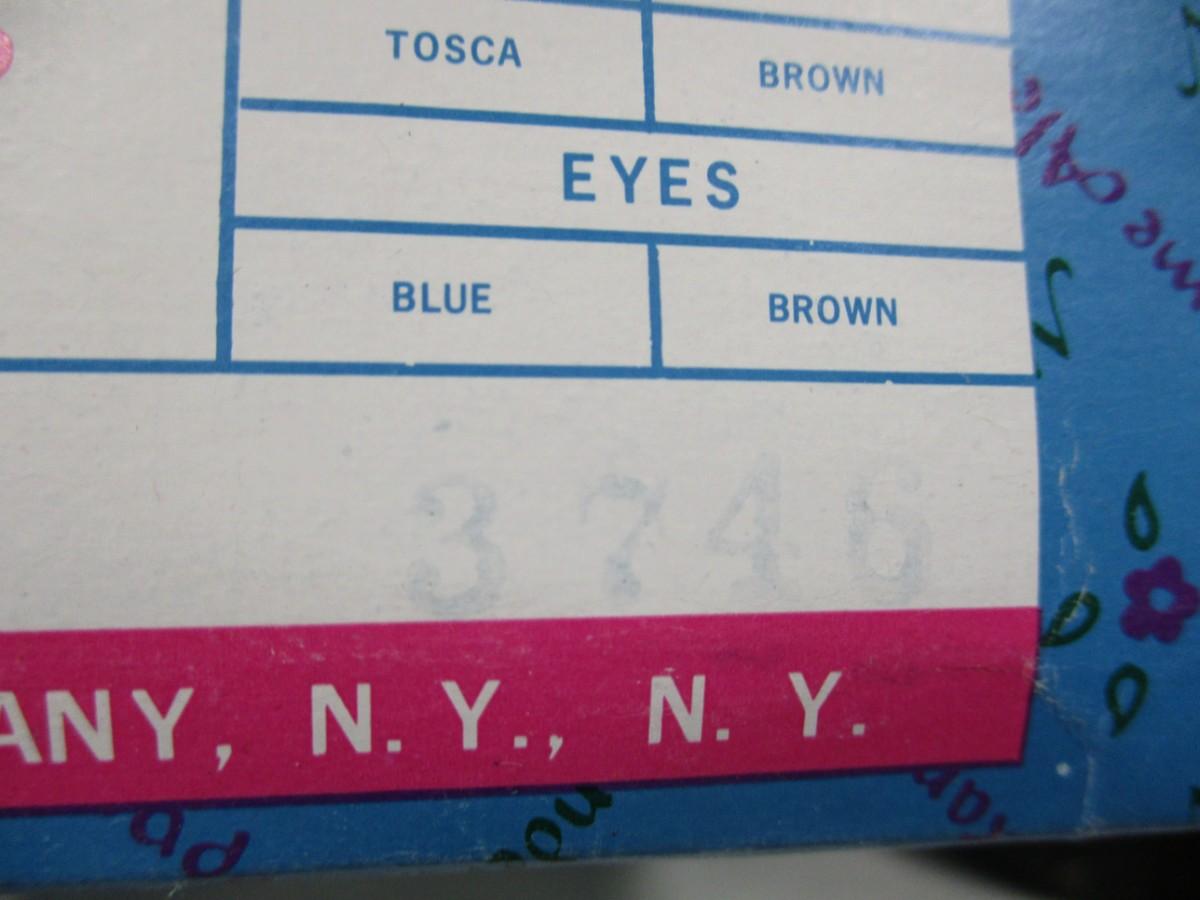 TOSCA BROWN
EYES
BLUE BROWN
3746
ANY, N. Y., N. Y.